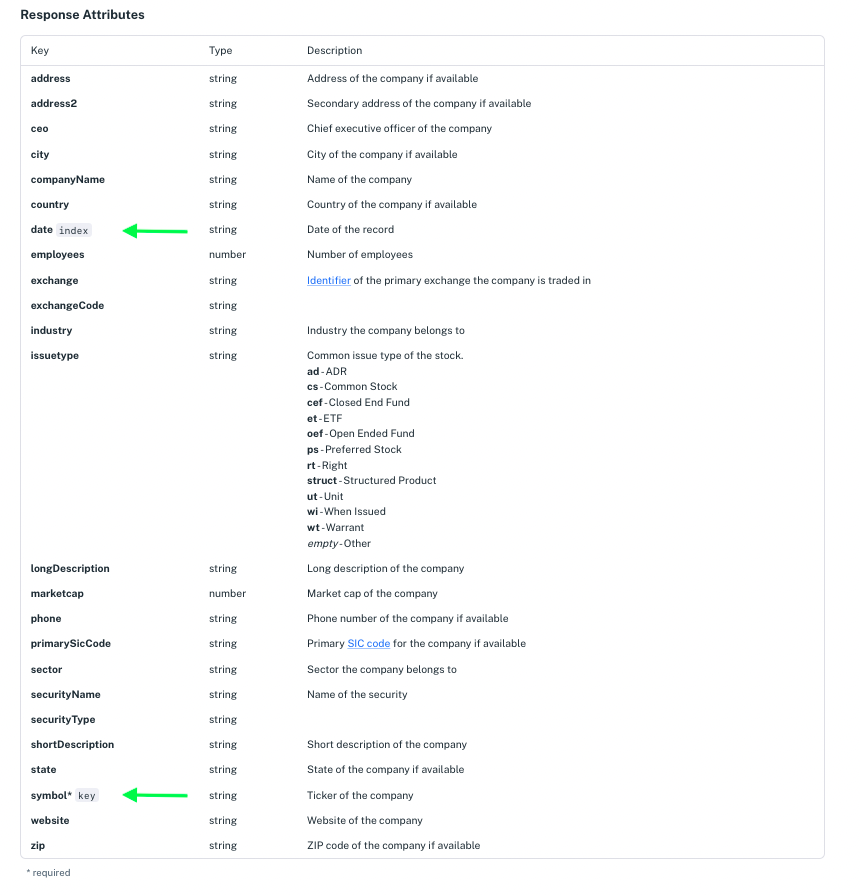 Response Attributes
Key Type Description
address string Address of the company if available
address2 string Secondary address of the company if available
ceo string Chief executive officer of the company
city string City of the company if available
companyName string Name of the company
country string Country of the company if available
date index string Date of the record
employees number Number of employees
exchange string Identifier of the primary exchange the company is traded in
exchangeCode string
industry string Industry the company belongs to
issuetype string Common issue type of the stock.
ad - ADR
cs - Common Stock
cef - Closed End Fund
et - ETF
oef - Open Ended Fund
ps - Preferred Stock
rt - Right
struct - Structured Product
ut - Unit
wi - When Issued
wt - Warrant
empty - Other
longDescription string Long description of the company
marketcap number Market cap of the company
phone string Phone number of the company if available
primarySicCode string Primary SIC code for the company if available
sector string Sector the company belongs to
securityName string Name of the security
securityType string
shortDescription string Short description of the company
state string State of the company if available
symbol* key string Ticker of the company
website string Website of the company
zip string ZIP code of the company if available
* required